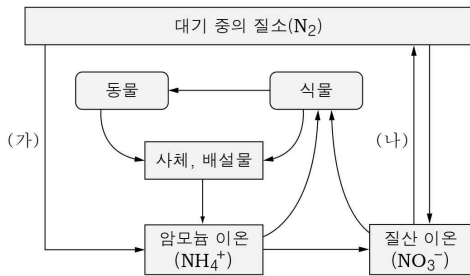 대기 중의 질소(N₂)
동물
식물
(가)
(나)
사체, 배설물
암모늄 이온
(NH₄⁺)
질산 이온
(NO₃⁻)